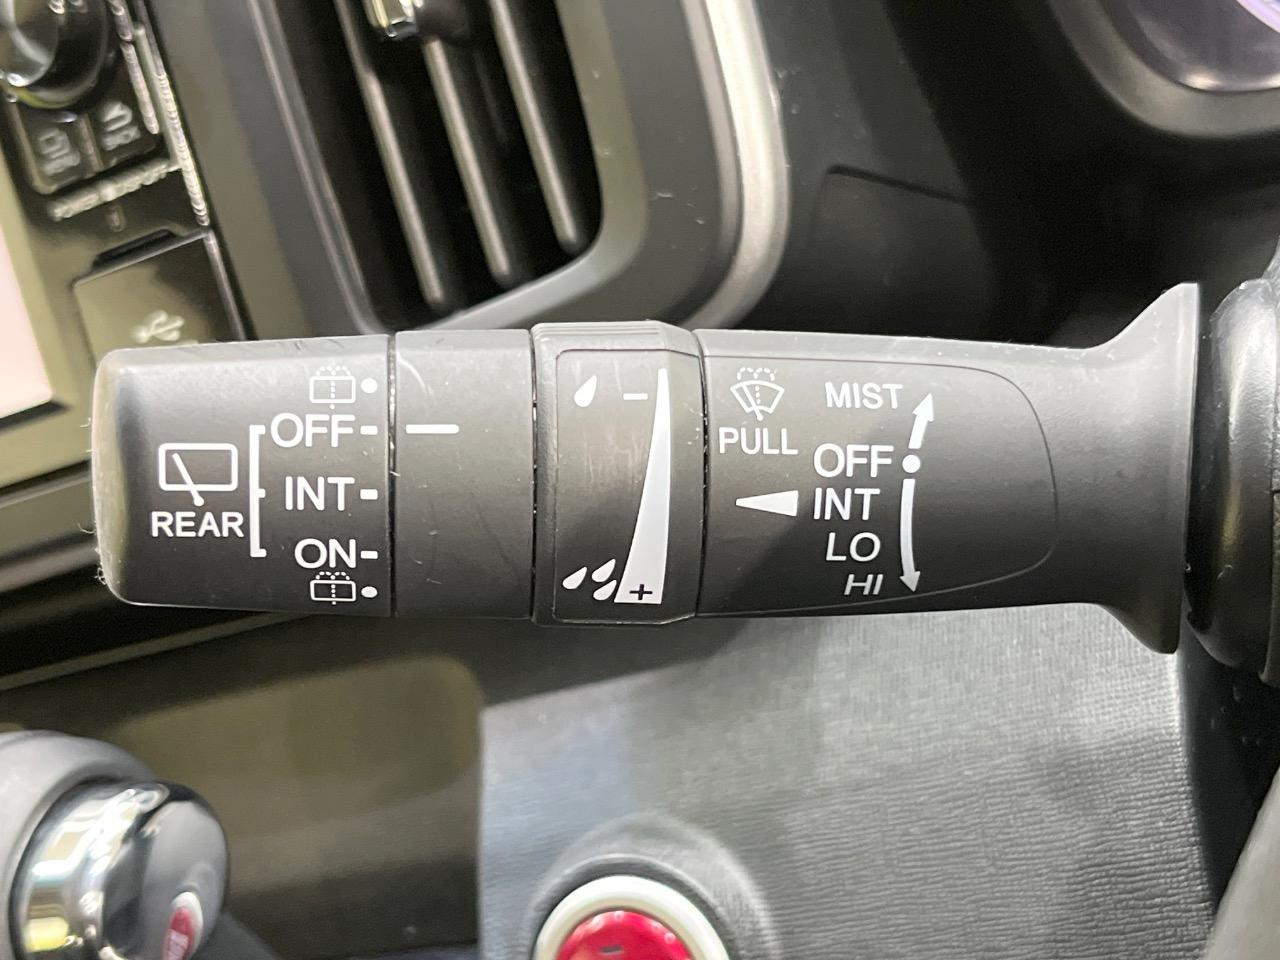 OFF
INT
REAR
ON
−
+
PULL
MIST
OFF
INT
LO
HI